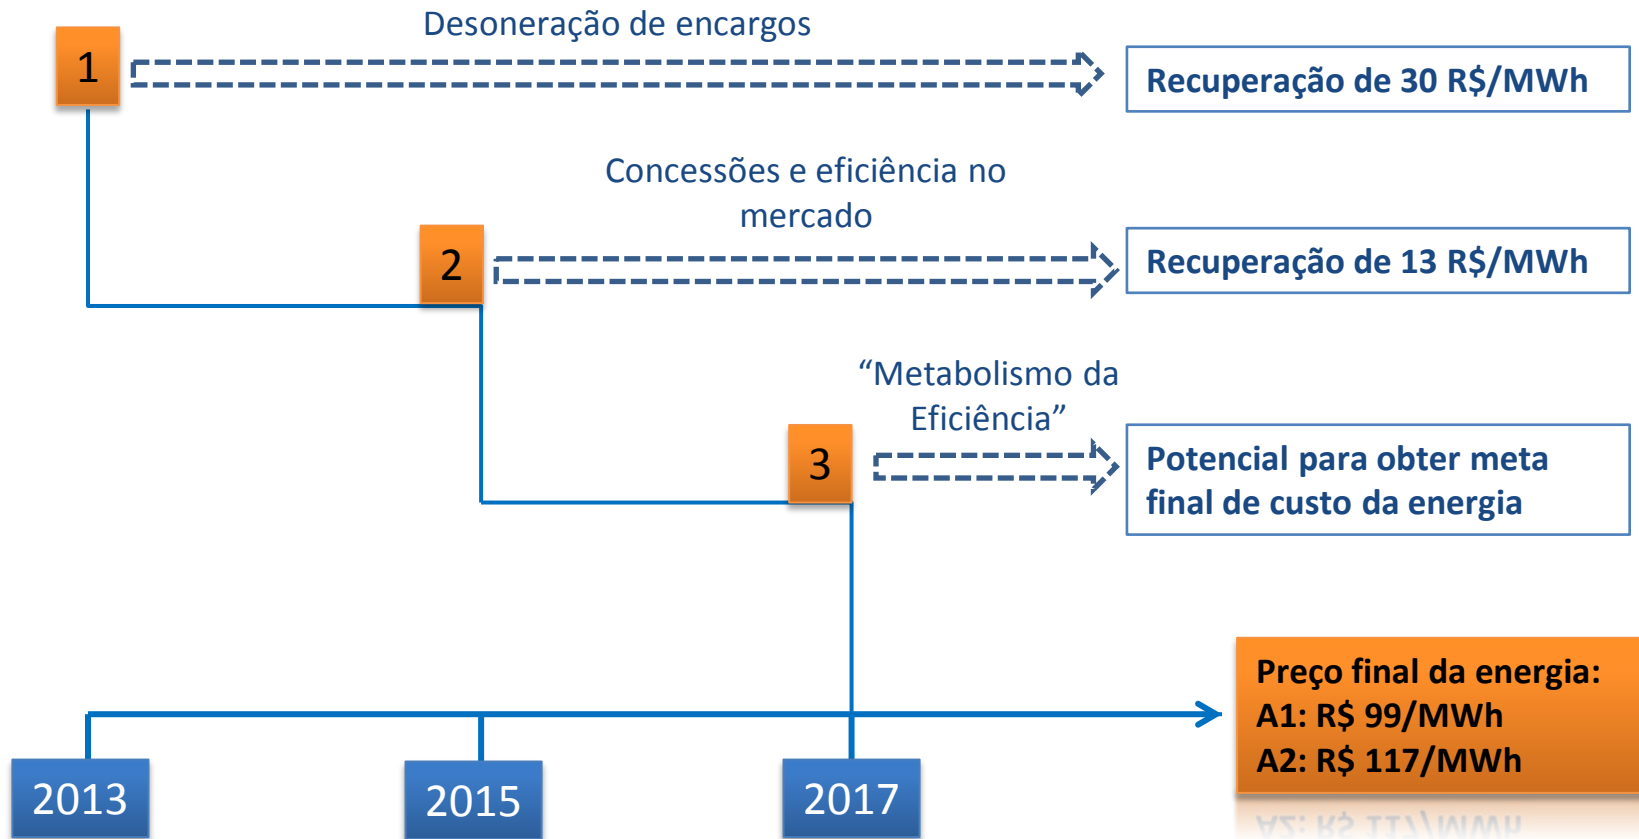 Desoneração de encargos
1
Recuperação de 30 R$/MWh
Concessões e eficiência no
mercado
2
Recuperação de 13 R$/MWh
“Metabolismo da
Eficiência”
3
Potencial para obter meta
final de custo da energia
Preço final da energia:
A1: R$ 99/MWh
A2: R$ 117/MWh
2013
2015
2017